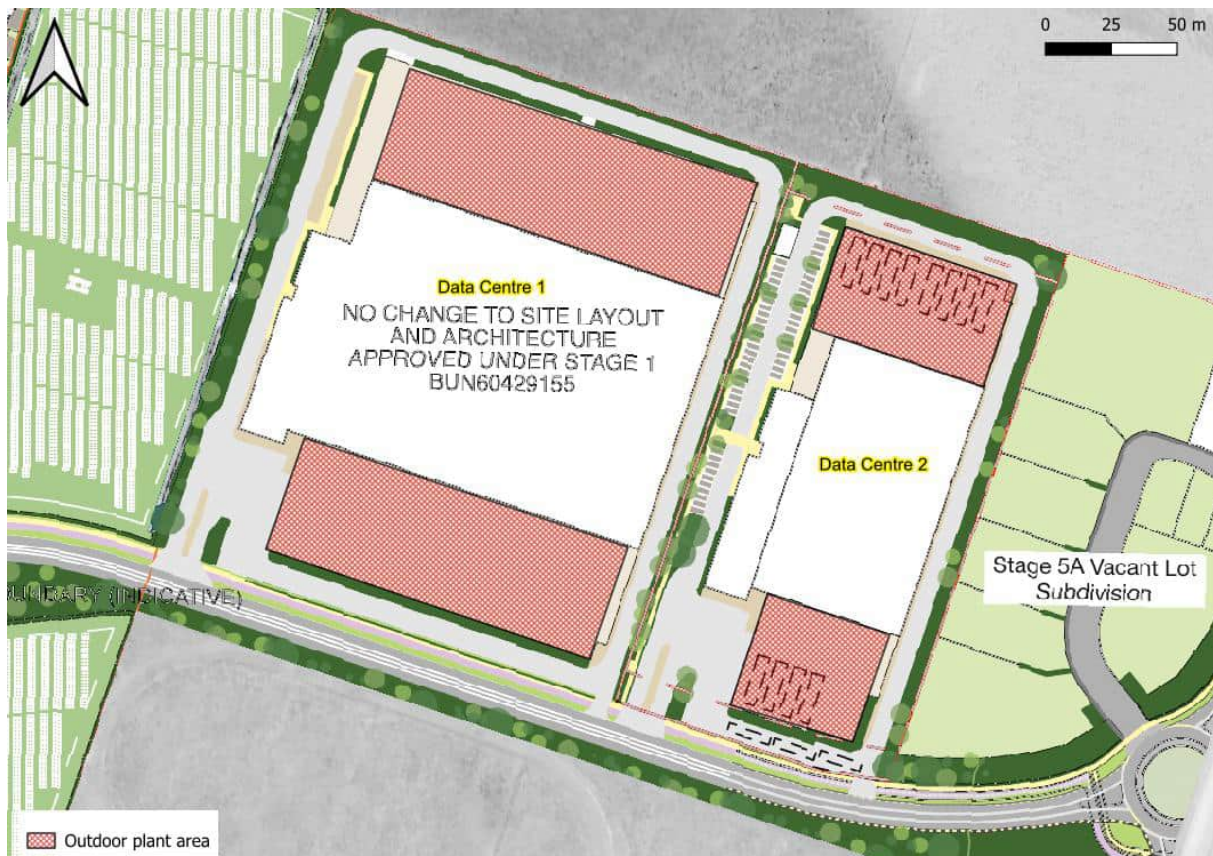 0 25 50 m
Data Centre 1
NO CHANGE TO SITE LAYOUT
AND ARCHITECTURE
APPROVED UNDER STAGE 1
BUN60429155
Data Centre 2
Stage 5A Vacant Lot
Subdivision
(INDICATIVE)
Outdoor plant area